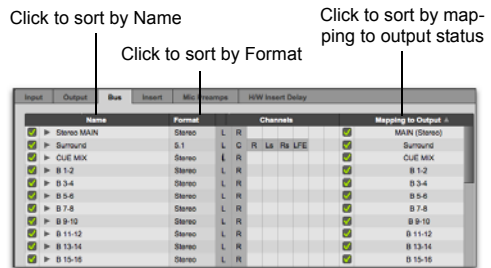 Click to sort by Name
Click to sort by map-
ping to output status
Click to sort by Format
Input Output Bus Insert Mic Preamps H/W Insert Delay
Name Format Channels Mapping to Output
Stereo MAIN Stereo L R MAIN (Stereo)
Surround 5.1 L C R Ls Rs LFE Surround
CUE MIX Stereo L R CUE MIX
B 1-2 Stereo L R B 1-2
B 3-4 Stereo L R B 3-4
B 5-6 Stereo L R B 5-6
B 7-8 Stereo L R B 7-8
B 9-10 Stereo L R B 9-10
B 11-12 Stereo L R B 11-12
B 13-14 Stereo L R B 13-14
B 15-16 Stereo L R B 15-16